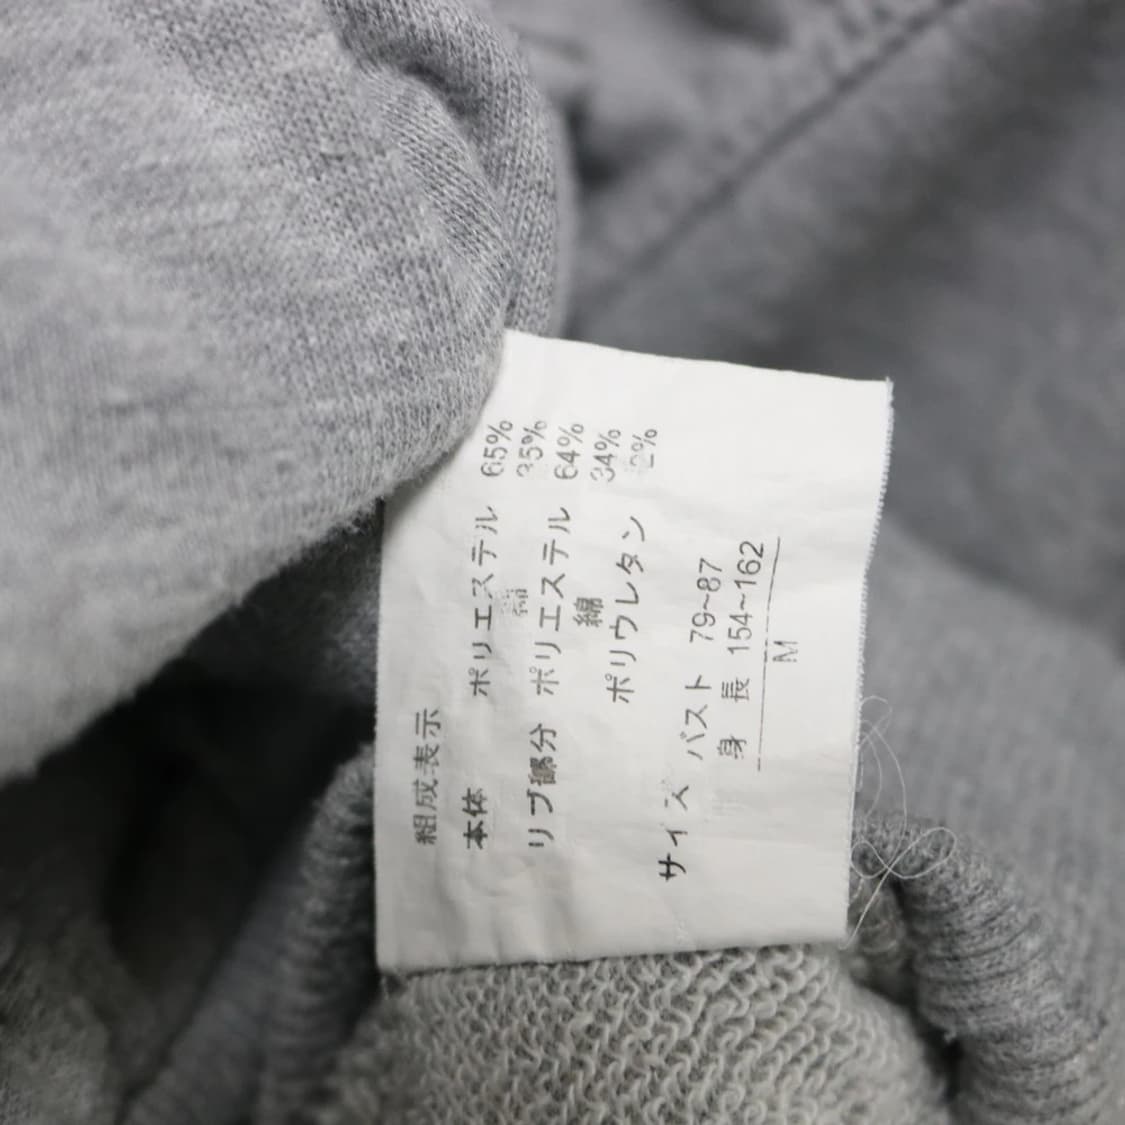 組成表示
本体 ポリエステル 65%
綿 35%
リブ部分 ポリエステル 64%
綿 34%
ポリウレタン 2%
サイズ バスト 79~87
身長 154~162
M